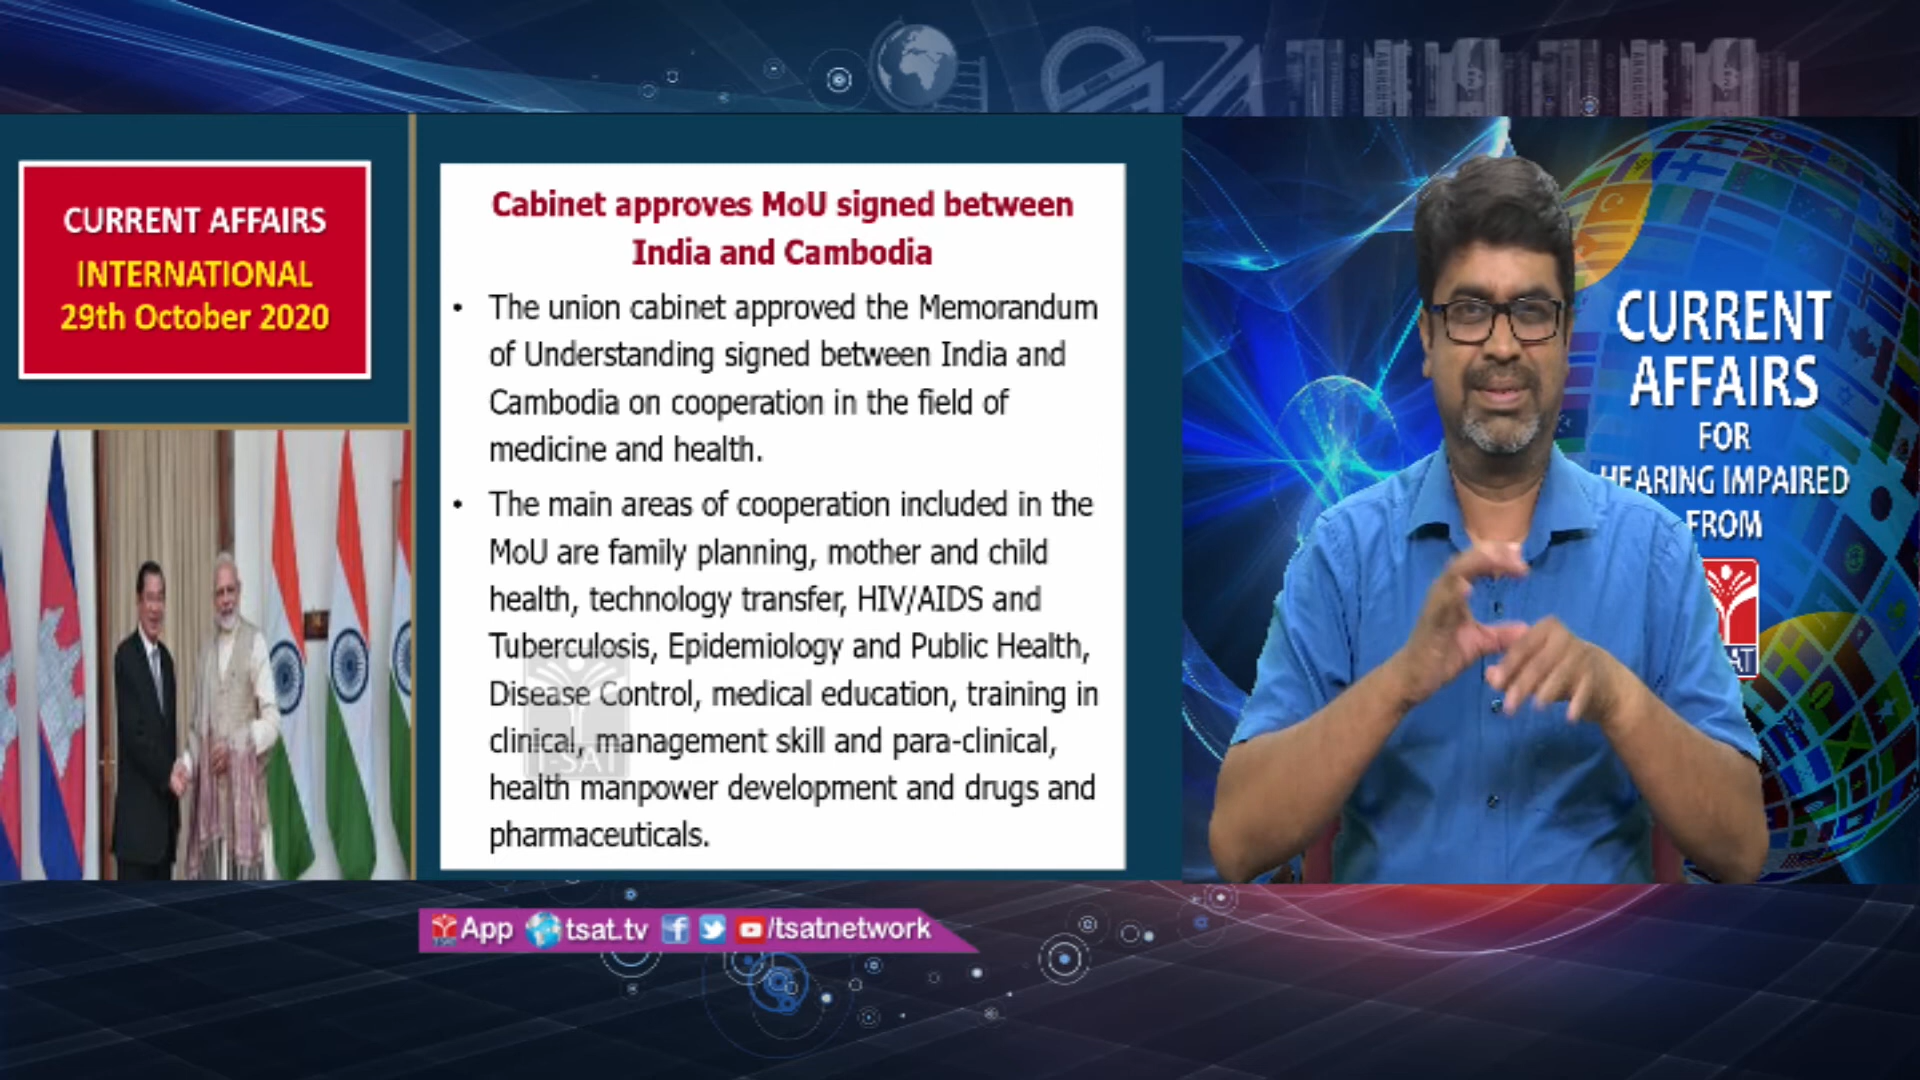 CURRENT AFFAIRS
INTERNATIONAL
29th October 2020
Cabinet approves MoU signed between
India and Cambodia
• The union cabinet approved the Memorandum
of Understanding signed between India and
Cambodia on cooperation in the field of
medicine and health.
• The main areas of cooperation included in the
MoU are family planning, mother and child
health, technology transfer, HIV/AIDS and
Tuberculosis, Epidemiology and Public Health,
Disease Control, medical education, training in
clinical, management skill and para-clinical,
health manpower development and drugs and
pharmaceuticals.
T-SAT
CURRENT
AFFAIRS
FOR
HEARING IMPAIRED
FROM
SAT
App tsat.tv /tsatnetwork